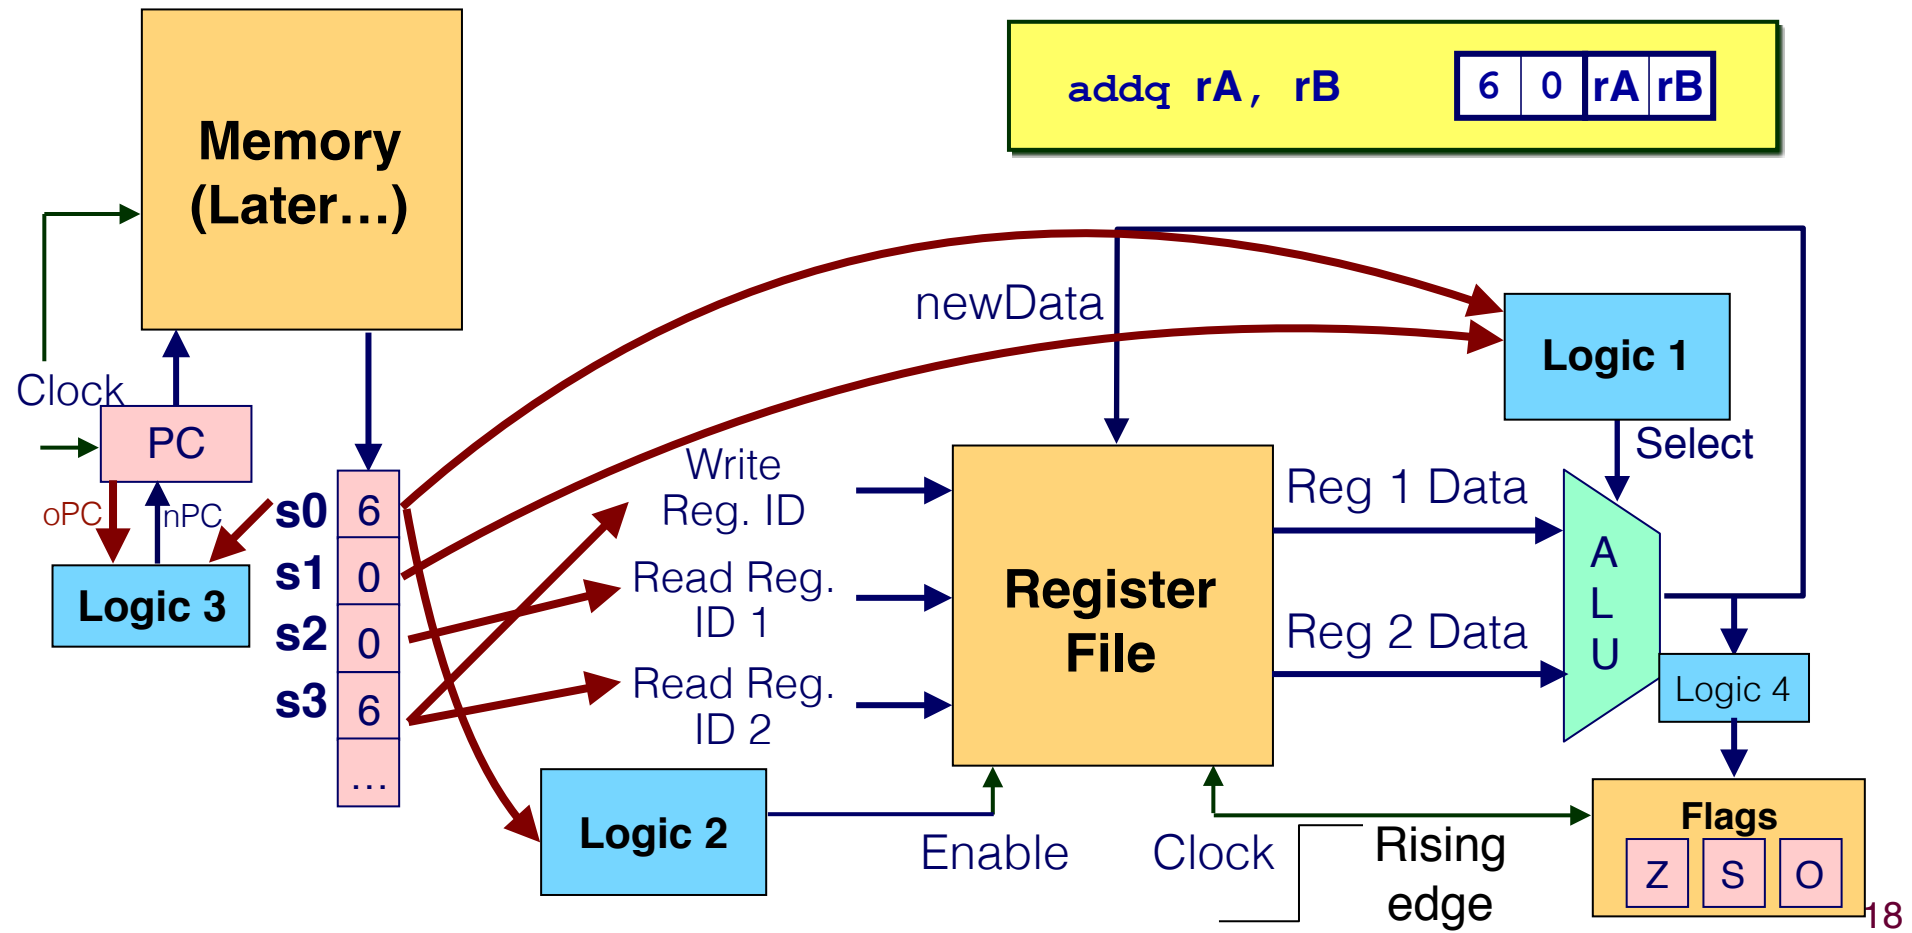 addq rA, rB
6 0 rA rB
Memory
(Later...)
newData
Logic 1
Clock
PC
Select
oPC
nPC
s0 6
s1 0
s2 0
s3 6
...
Write
Reg. ID
Read Reg.
ID 1
Read Reg.
ID 2
Register
File
Reg 1 Data
Reg 2 Data
A
L
U
Logic 3
Logic 4
Logic 2
Enable
Clock
Rising
edge
Flags
Z S O
18